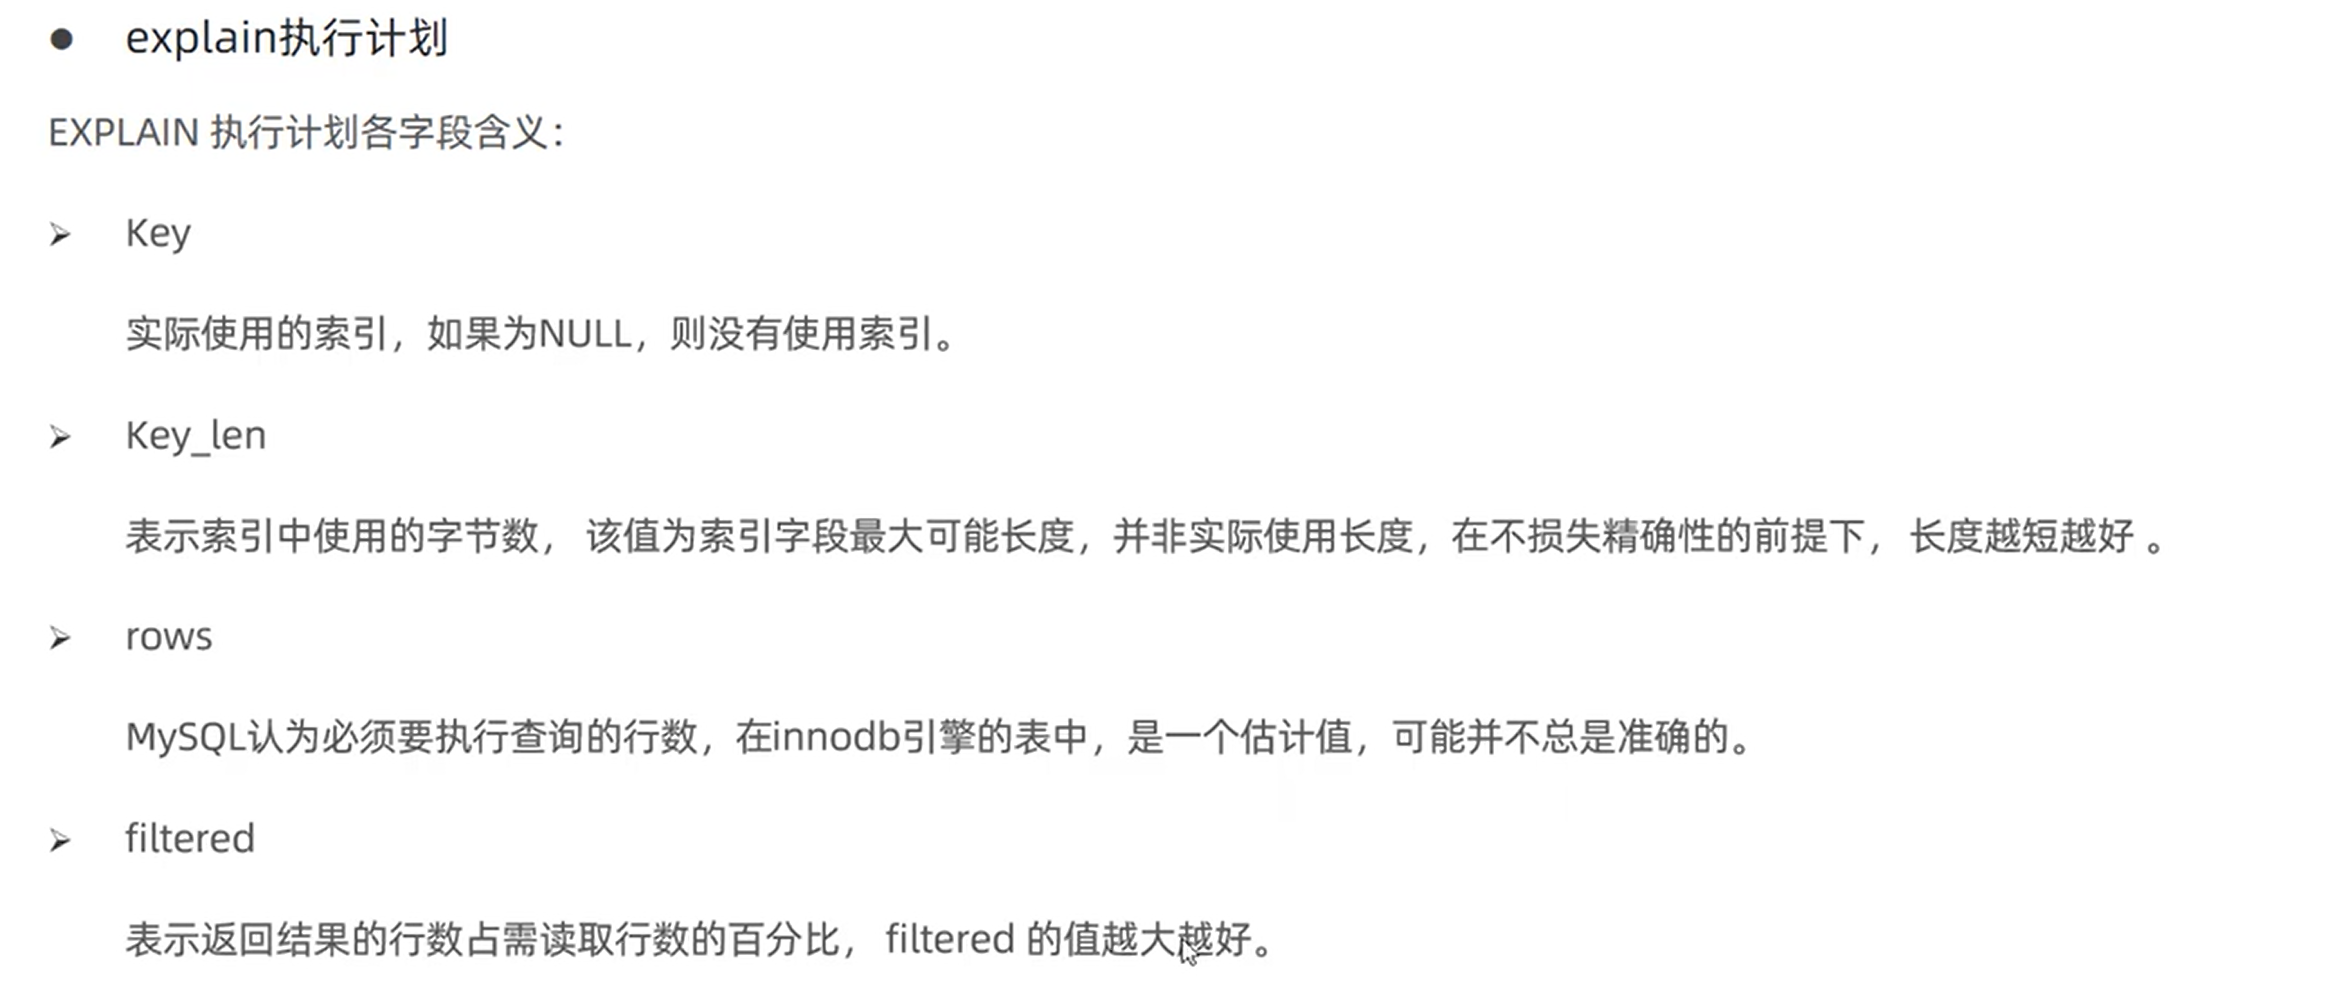 ● explain执行计划
EXPLAIN 执行计划各字段含义：
➢ Key
实际使用的索引，如果为NULL，则没有使用索引。
➢ Key_len
表示索引中使用的字节数， 该值为索引字段最大可能长度，并非实际使用长度，在不损失精确性的前提下， 长度越短越好 。
➢ rows
MySQL认为必须要执行查询的行数，在innodb引擎的表中，是一个估计值，可能并不总是准确的。
➢ filtered
表示返回结果的行数占需读取行数的百分比， filtered 的值越大越好。